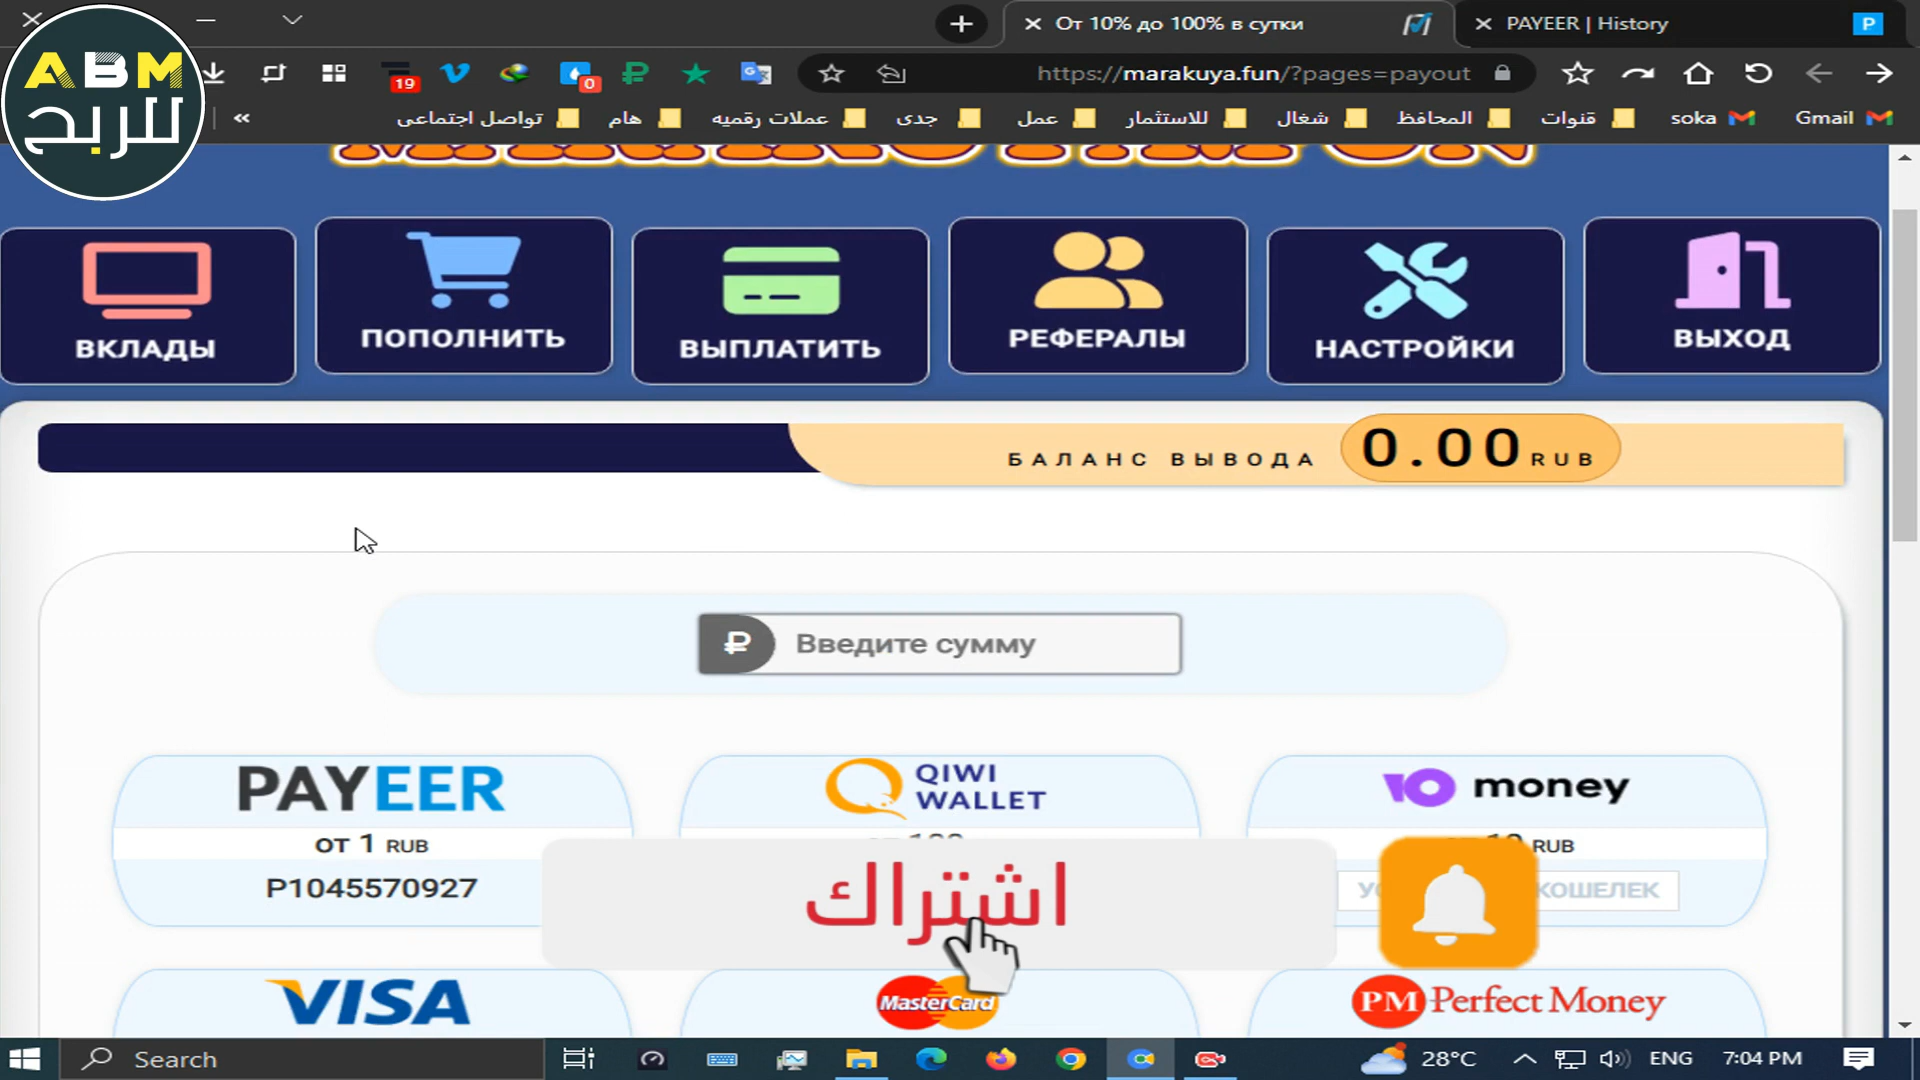 ABM
للربح
От 10% до 100% в сутки
PAYEER | History
P
19
0
https://marakuya.fun/?pages=payout
«
تواصل اجتماعى
هام
عملات رقميه
جدى
عمل
للاستثمار
شغال
المحافظ
قنوات
soka
Gmail
ВКЛАДЫ
ПОПОЛНИТЬ
ВЫПЛАТИТЬ
РЕФЕРАЛЫ
НАСТРОЙКИ
ВЫХОД
БАЛАНС ВЫВОДА 0.00 RUB
₽ Введите сумму
PAYEER
ОТ 1 RUB
P1045570927
QIWI
WALLET
ю money
RUB
КОШЕЛЕК
اشتراك
VISA
MasterCard
PM Perfect Money
Search
28°C
ENG
7:04 PM